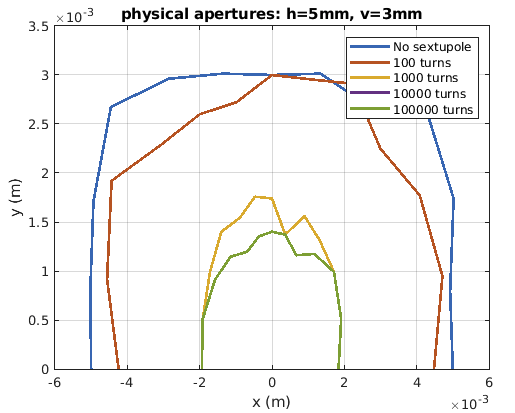 physical apertures: h=5mm, v=3mm
×10⁻³
3.5
3
2.5
2
1.5
1
0.5
0
y (m)
No sextupole
100 turns
1000 turns
10000 turns
100000 turns
-6 -4 -2 0 2 4 6
x (m)
×10⁻³